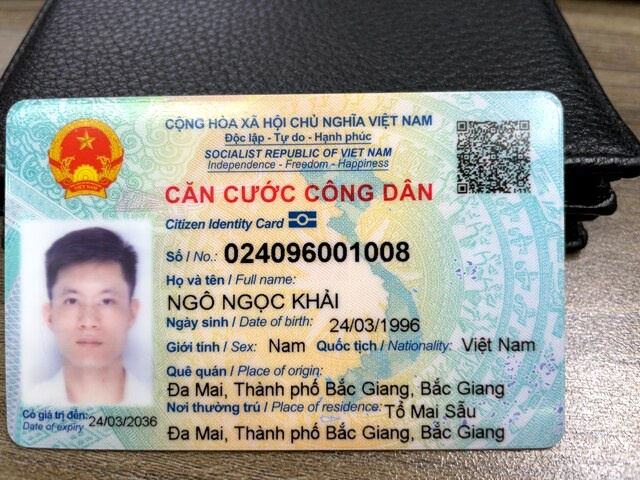 CỘNG HÒA XÃ HỘI CHỦ NGHĨA VIỆT NAM
Độc lập - Tự do - Hạnh phúc
SOCIALIST REPUBLIC OF VIET NAM
Independence - Freedom - Happiness
CĂN CƯỚC CÔNG DÂN
Citizen Identity Card
Số / No.: 024096001008
Họ và tên / Full name:
NGÔ NGỌC KHẢI
Ngày sinh / Date of birth: 24/03/1996
Giới tính / Sex: Nam Quốc tịch / Nationality: Việt Nam
Quê quán / Place of origin:
Đa Mai, Thành phố Bắc Giang, Bắc Giang
Nơi thường trú / Place of residence: Tổ Mai Sẫu
Đa Mai, Thành phố Bắc Giang, Bắc Giang
Có giá trị đến: 24/03/2036
Date of expiry
VIỆT NAM